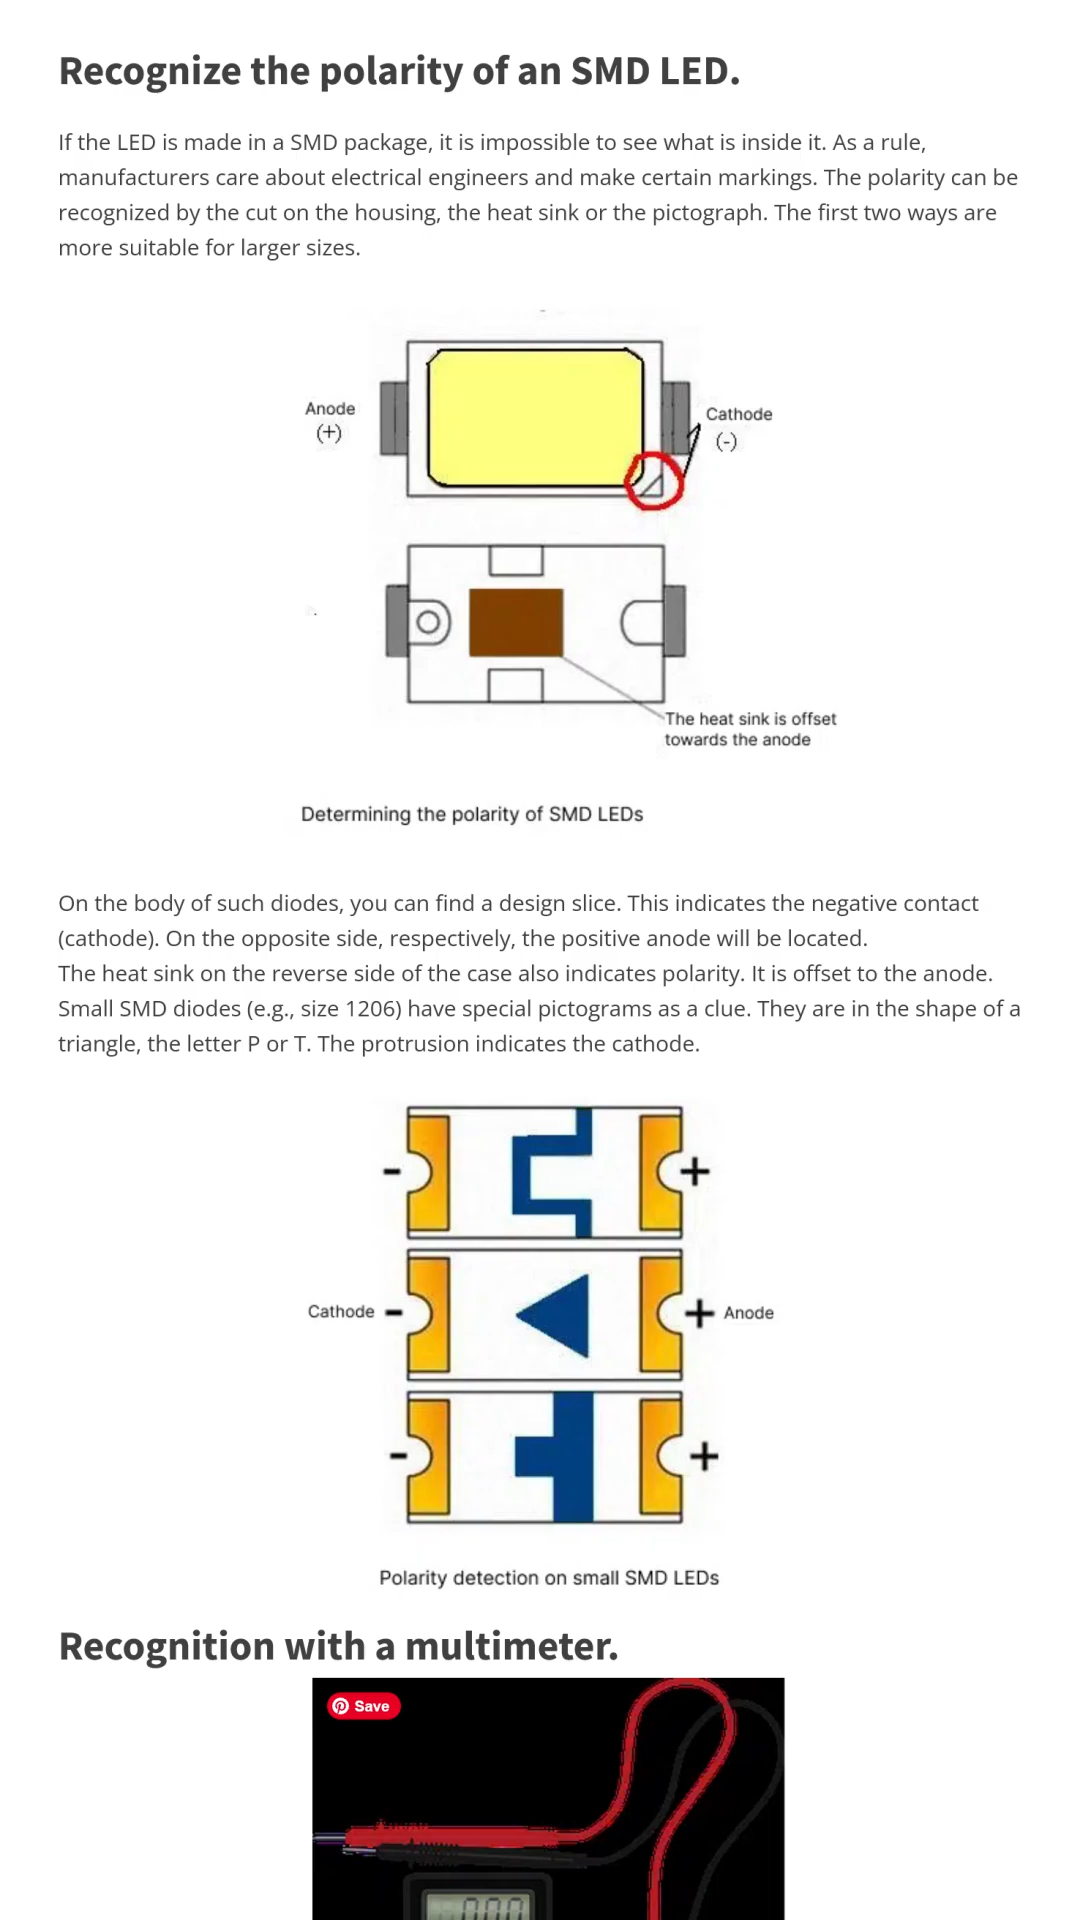 Recognize the polarity of an SMD LED.
If the LED is made in a SMD package, it is impossible to see what is inside it. As a rule,
manufacturers care about electrical engineers and make certain markings. The polarity can be
recognized by the cut on the housing, the heat sink or the pictograph. The first two ways are
more suitable for larger sizes.
Anode
(+)
Cathode
(-)
The heat sink is offset
towards the anode
Determining the polarity of SMD LEDs
On the body of such diodes, you can find a design slice. This indicates the negative contact
(cathode). On the opposite side, respectively, the positive anode will be located.
The heat sink on the reverse side of the case also indicates polarity. It is offset to the anode.
Small SMD diodes (e.g., size 1206) have special pictograms as a clue. They are in the shape of a
triangle, the letter P or T. The protrusion indicates the cathode.
- +
Cathode - + Anode
- +
Polarity detection on small SMD LEDs
Recognition with a multimeter.
Save
000